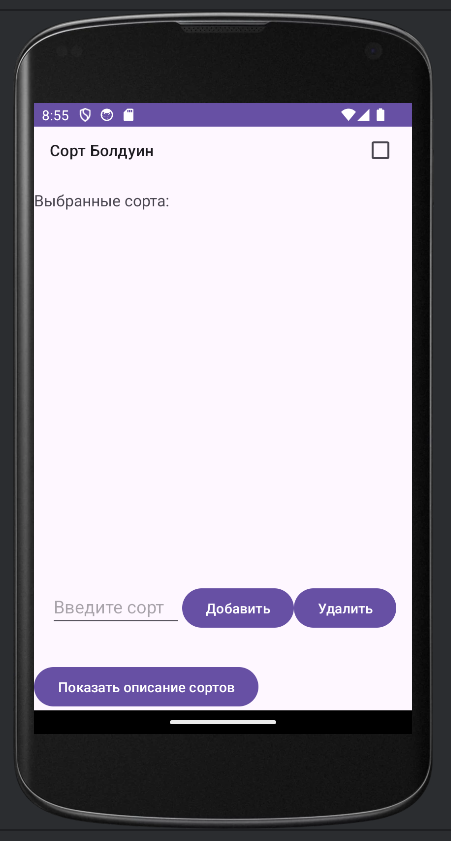 8:55
Сорт Болдуин
Выбранные сорта:
Введите сорт Добавить Удалить
Показать описание сортов